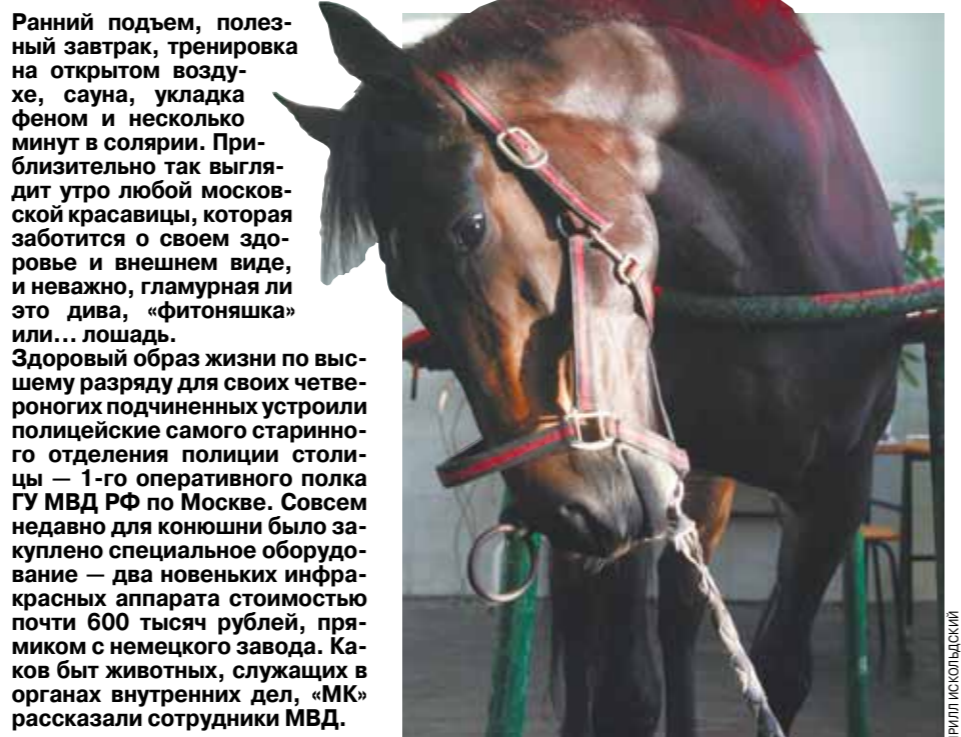 Ранний подъем, полез-
ный завтрак, тренировка
на открытом возду-
хе, сауна, укладка
феном и несколько
минут в солярии. При-
близительно так выгля-
дит утро любой москов-
ской красавицы, которая
заботится о своем здо-
ровье и внешнем виде,
и неважно, гламурная ли
это дива, «фитоняшка»
или... лошадь.
Здоровый образ жизни по выс-
шему разряду для своих четве-
роногих подчиненных устроили
полицейские самого старинно-
го отделения полиции столи-
цы — 1-го оперативного полка
ГУ МВД РФ по Москве. Совсем
недавно для конюшни было за-
куплено специальное оборудо-
вание — два новеньких инфра-
красных аппарата стоимостью
почти 600 тысяч рублей, пря-
миком с немецкого завода. Ка-
ков быт животных, служащих в
органах внутренних дел, «МК»
рассказали сотрудники МВД.
ИСКОЛЬДСКИЙ